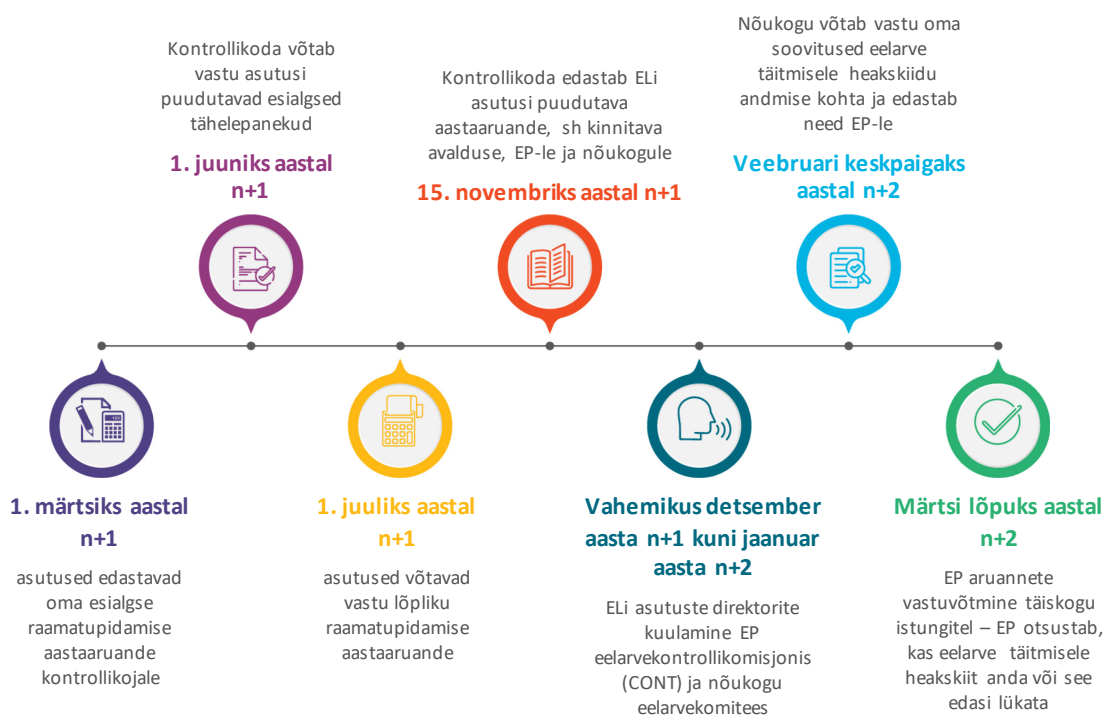 Kontrollikoda võtab
vastu asutusi
puudutavad esialgsed
tähelepanekud
1. juuniks aastal
n+1
Kontrollikoda edastab ELi
asutusi puudutava
aastaaruande, sh kinnitava
avalduse, EP-le ja nõukogule
15. novembriks aastal n+1
Nõukogu võtab vastu oma
soovitused eelarve
täitmisele heakskiidu
andmise kohta ja edastab
need EP-le
Veebruari keskpaigaks
aastal n+2
1. märtsiks aastal
n+1
asutused edastavad
oma esialgse
raamatupidamise
aastaaruande
kontrollikojale
1. juuliks aastal
n+1
asutused võtavad
vastu lõpliku
raamatupidamise
aastaaruande
Vahemikus detsember
aasta n+1 kuni jaanuar
aasta n+2
ELi asutuste direktorite
kuulamine EP
eelarvekontrollikomisjonis
(CONT) ja nõukogu
eelarvekomitees
Märtsi lõpuks aastal
n+2
EP aruannete
vastuvõtmine täiskogu
istungitel – EP otsustab,
kas eelarve täitmisele
heakskiit anda või see
edasi lükata